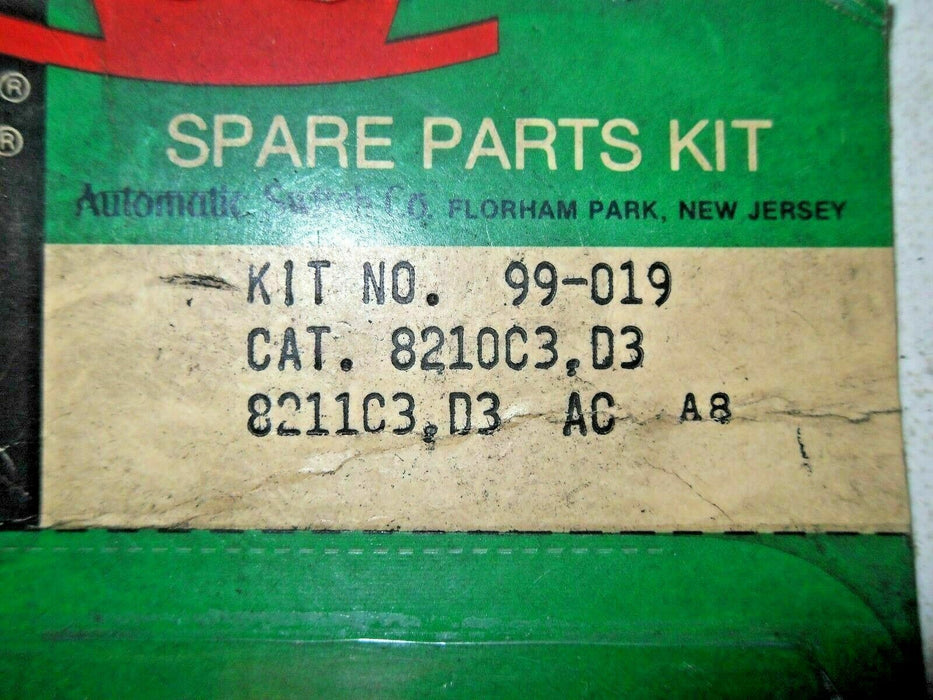 ®
®
SPARE PARTS KIT
Automatic Switch Co. FLORHAM PARK, NEW JERSEY
KIT NO. 99-019
CAT. 8210C3,D3
8211C3,D3 AC A8